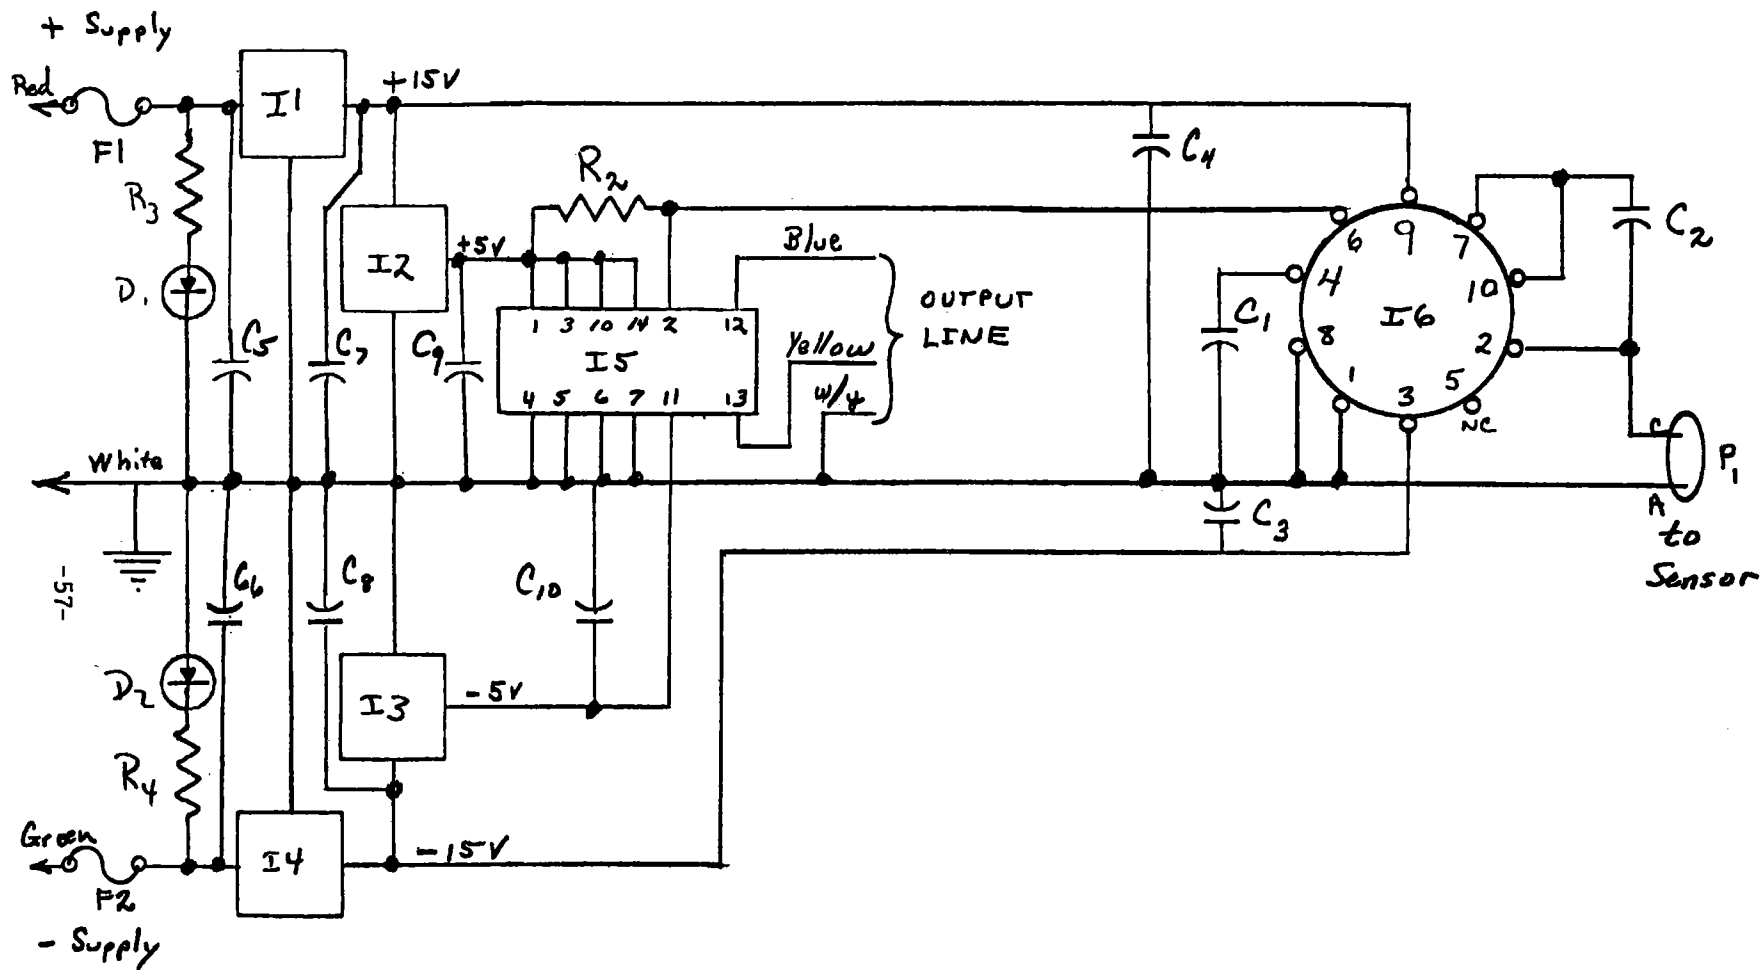 + Supply
Red
F1
I1
+15V
R3
D1
C5
C7
I2
+5V
C9
R2
1 3 10 14 2 12
I5
4 5 6 7 11 13
Blue
Yellow
w/y
OUTPUT
LINE
C4
C1
6 9 7
4 10
I6
8 2
1 3 5
NC
C2
C
P1
A
to
Sensor
White
C3
-57-
C6
C8
C10
D2
I3
-5V
R4
Green
I4
-15V
F2
- Supply